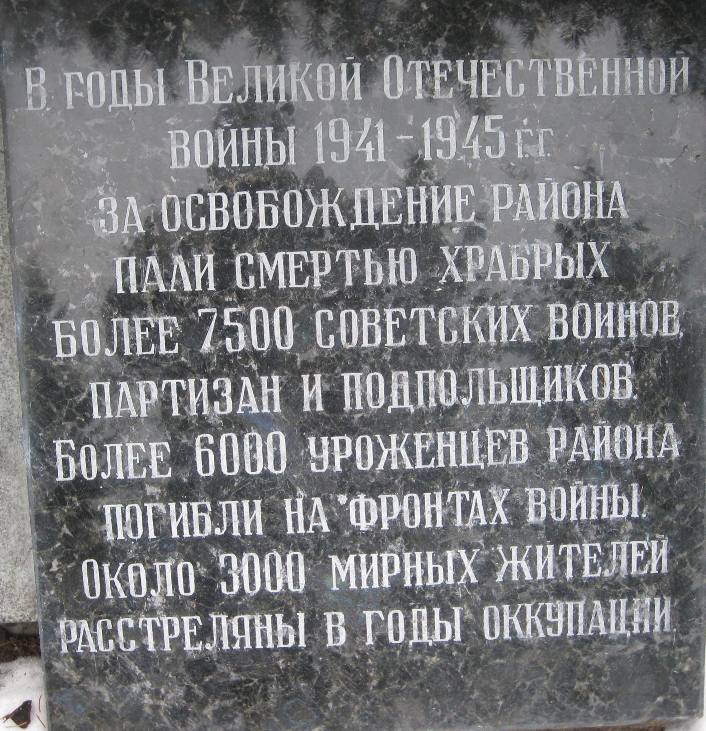 В годы Великой Отечественной
войны 1941-1945 г.г.
за освобождение района
пали смертью храбрых
Более 7500 советских воинов,
партизан и подпольщиков.
Более 6000 уроженцев района
погибли на фронтах войны.
Около 3000 мирных жителей
расстреляны в годы оккупации.